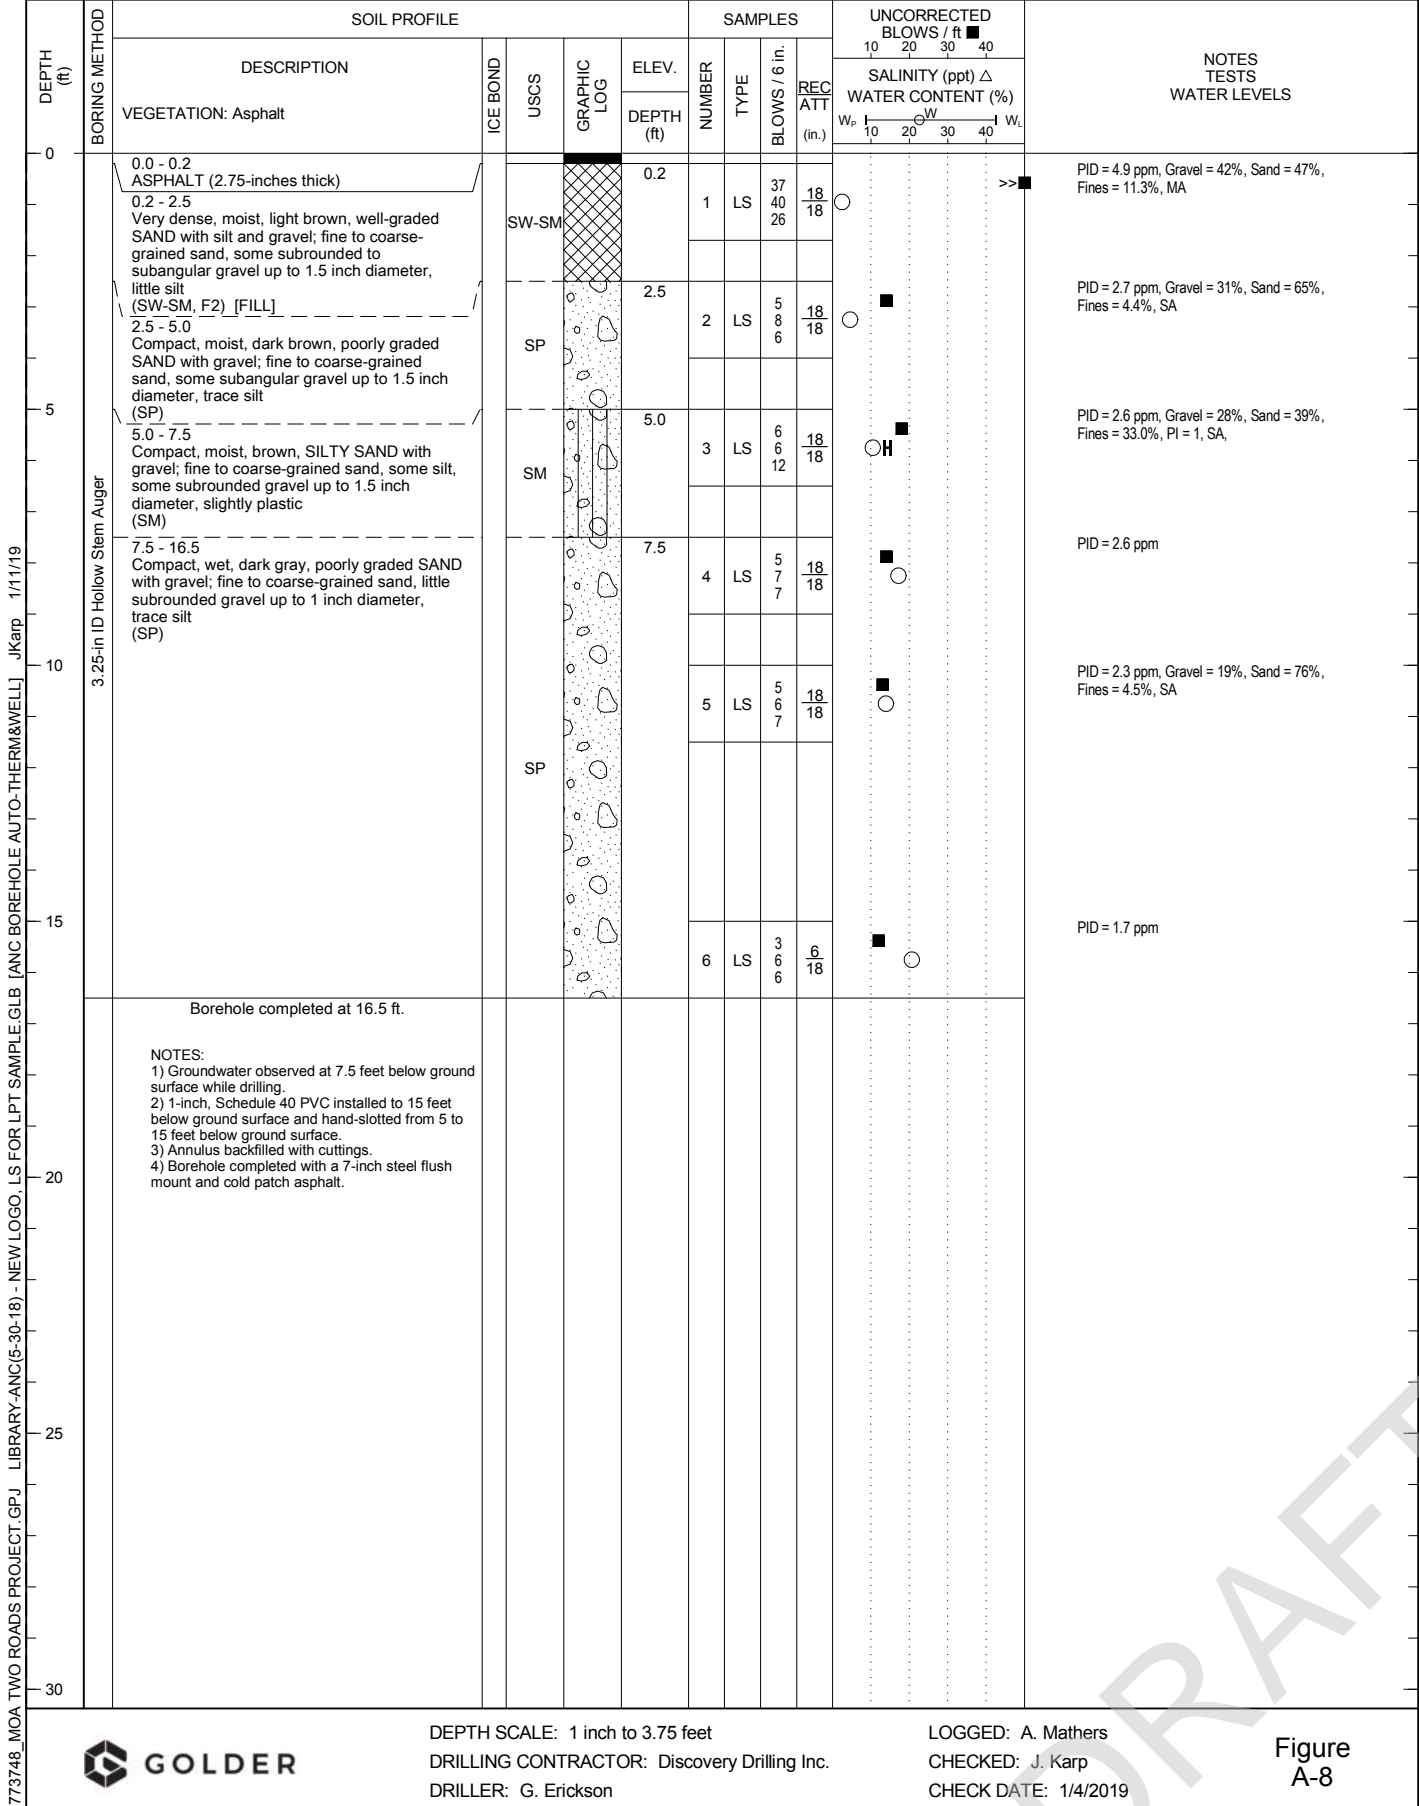 DEPTH
(ft)
BORING METHOD
SOIL PROFILE
DESCRIPTION
VEGETATION: Asphalt
ICE BOND
USCS
GRAPHIC
LOG
ELEV.
DEPTH
(ft)
SAMPLES
NUMBER
TYPE
BLOWS / 6 in.
REC
ATT
(in.)
UNCORRECTED
BLOWS / ft ■
10 20 30 40
SALINITY (ppt) △
WATER CONTENT (%)
WP W WL
10 20 30 40
NOTES
TESTS
WATER LEVELS
0
5
10
15
20
25
30
3.25-in ID Hollow Stem Auger
0.0 - 0.2
ASPHALT (2.75-inches thick)
0.2 - 2.5
Very dense, moist, light brown, well-graded
SAND with silt and gravel; fine to coarse-
grained sand, some subrounded to
subangular gravel up to 1.5 inch diameter,
little silt
(SW-SM, F2) [FILL]
2.5 - 5.0
Compact, moist, dark brown, poorly graded
SAND with gravel; fine to coarse-grained
sand, some subangular gravel up to 1.5 inch
diameter, trace silt
(SP)
5.0 - 7.5
Compact, moist, brown, SILTY SAND with
gravel; fine to coarse-grained sand, some silt,
some subrounded gravel up to 1.5 inch
diameter, slightly plastic
(SM)
7.5 - 16.5
Compact, wet, dark gray, poorly graded SAND
with gravel; fine to coarse-grained sand, little
subrounded gravel up to 1 inch diameter,
trace silt
(SP)
SW-SM
SP
SM
SP
0.2
2.5
5.0
7.5
1 LS 37 40 26 18/18
2 LS 5 8 6 18/18
3 LS 6 6 12 18/18
4 LS 5 7 7 18/18
5 LS 5 6 7 18/18
6 LS 3 6 6 6/18
>>
PID = 4.9 ppm, Gravel = 42%, Sand = 47%,
Fines = 11.3%, MA
PID = 2.7 ppm, Gravel = 31%, Sand = 65%,
Fines = 4.4%, SA
PID = 2.6 ppm, Gravel = 28%, Sand = 39%,
Fines = 33.0%, PI = 1, SA,
PID = 2.6 ppm
PID = 2.3 ppm, Gravel = 19%, Sand = 76%,
Fines = 4.5%, SA
PID = 1.7 ppm
Borehole completed at 16.5 ft.
NOTES:
1) Groundwater observed at 7.5 feet below ground
surface while drilling.
2) 1-inch, Schedule 40 PVC installed to 15 feet
below ground surface and hand-slotted from 5 to
15 feet below ground surface.
3) Annulus backfilled with cuttings.
4) Borehole completed with a 7-inch steel flush
mount and cold patch asphalt.
773748_MOA TWO ROADS PROJECT.GPJ LIBRARY-ANC(5-30-18) - NEW LOGO, LS FOR LPT SAMPLE.GLB [ANC BOREHOLE AUTO-THERM&WELL] JKarp 1/11/19
GOLDER
DEPTH SCALE: 1 inch to 3.75 feet
DRILLING CONTRACTOR: Discovery Drilling Inc.
DRILLER: G. Erickson
LOGGED: A. Mathers
CHECKED: J. Karp
CHECK DATE: 1/4/2019
Figure
A-8
DRAFT